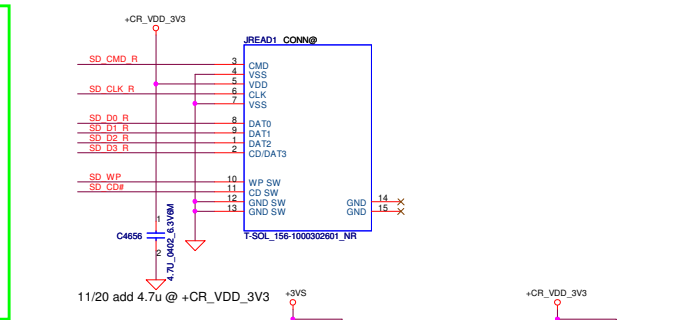 +CR_VDD_3V3
JREAD1 CONN@
SD_CMD_R 3 CMD
4 VSS
5 VDD
SD_CLK_R 6 CLK
7 VSS
SD_D0_R 8 DAT0
SD_D1_R 9 DAT1
SD_D2_R 1 DAT2
SD_D3_R 2 CD/DAT3
SD_WP 10 WP SW
SD_CD# 11 CD SW
12 GND SW GND 14
13 GND SW GND 15
T-SOL_156-1000302601_NR
1
C4656
2
4.7U_0402_6.3V6M
11/20 add 4.7u @ +CR_VDD_3V3
+3VS
+CR_VDD_3V3